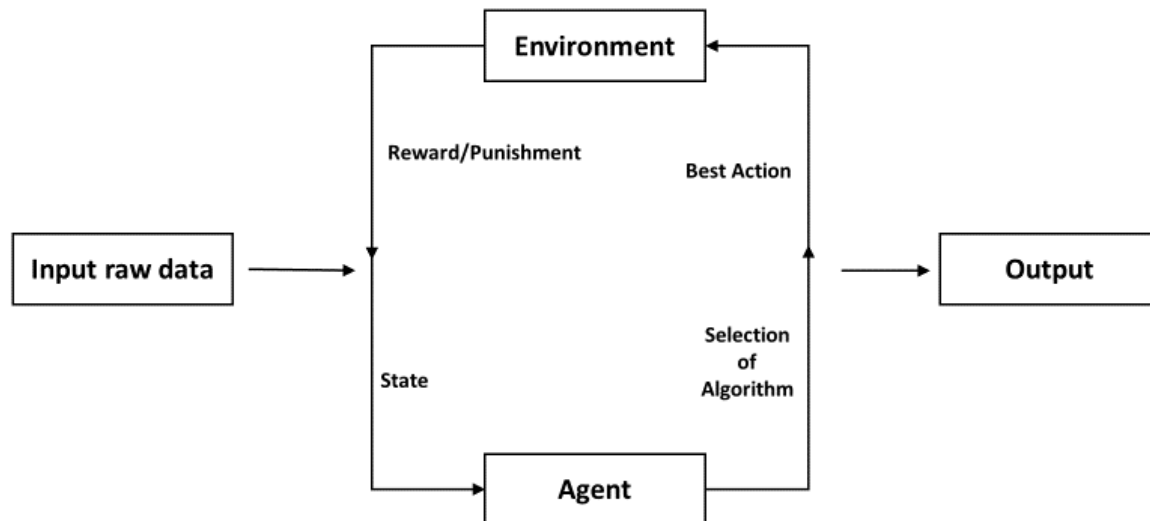 Environment
Reward/Punishment
Best Action
Input raw data
Output
Selection
of
Algorithm
State
Agent